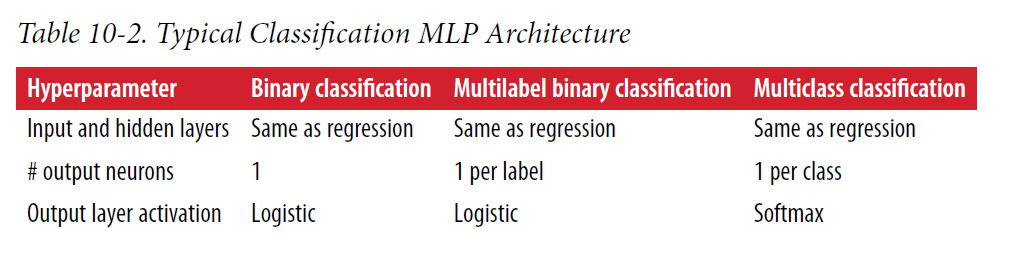 Table 10-2. Typical Classification MLP Architecture
Hyperparameter Binary classification Multilabel binary classification Multiclass classification
Input and hidden layers Same as regression Same as regression Same as regression
# output neurons 1 1 per label 1 per class
Output layer activation Logistic Logistic Softmax